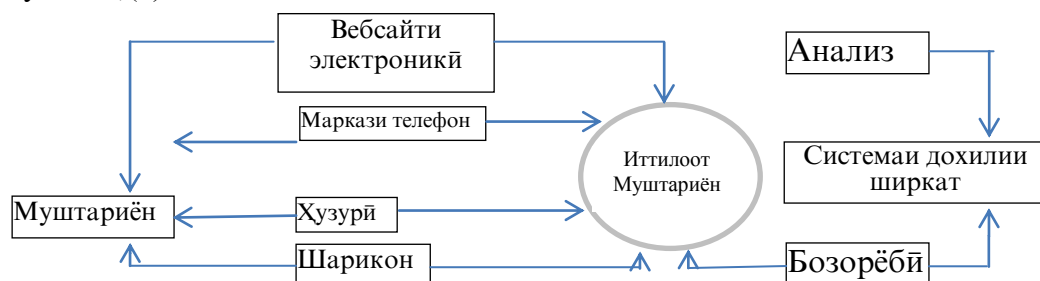 Вебсайти
электроникӣ
Анализ
Маркази телефон
Иттилоот
Муштариён
Системаи дохилии
ширкат
Муштариён
Ҳузурӣ
Шарикон
Бозорёбӣ